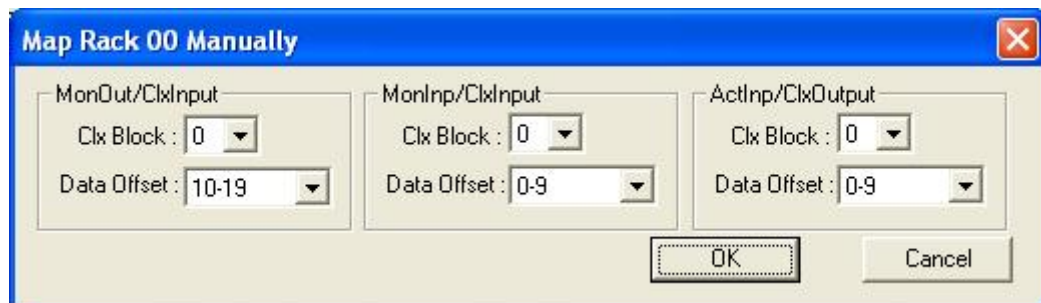 Map Rack 00 Manually
MonOut/ClxInput
Clx Block : 0
Data Offset : 10-19
MonInp/ClxInput
Clx Block : 0
Data Offset : 0-9
ActInp/ClxOutput
Clx Block : 0
Data Offset : 0-9
OK
Cancel